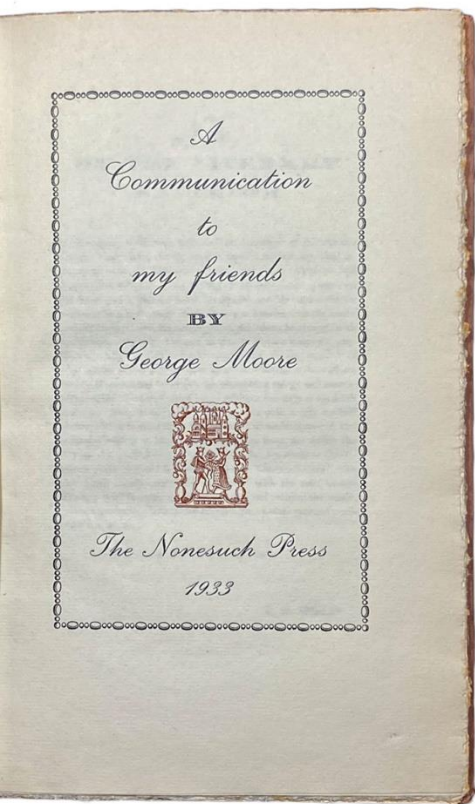 A
Communication
to
my friends
BY
George Moore
The Nonesuch Press
1933